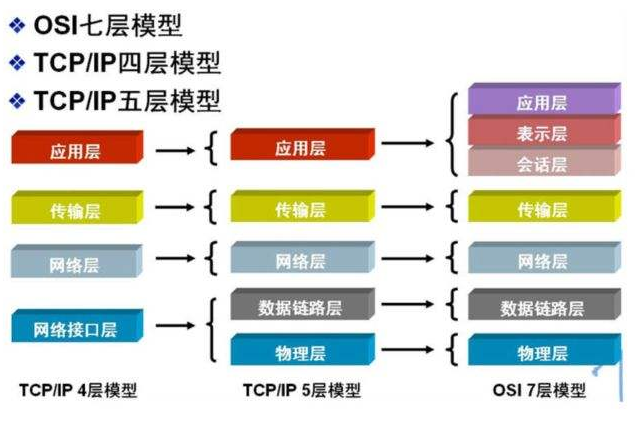 OSI七层模型
TCP/IP四层模型
TCP/IP五层模型
应用层
传输层
网络层
网络接口层
TCP/IP 4层模型
应用层
传输层
网络层
数据链路层
物理层
TCP/IP 5层模型
应用层
表示层
会话层
传输层
网络层
数据链路层
物理层
OSI 7层模型